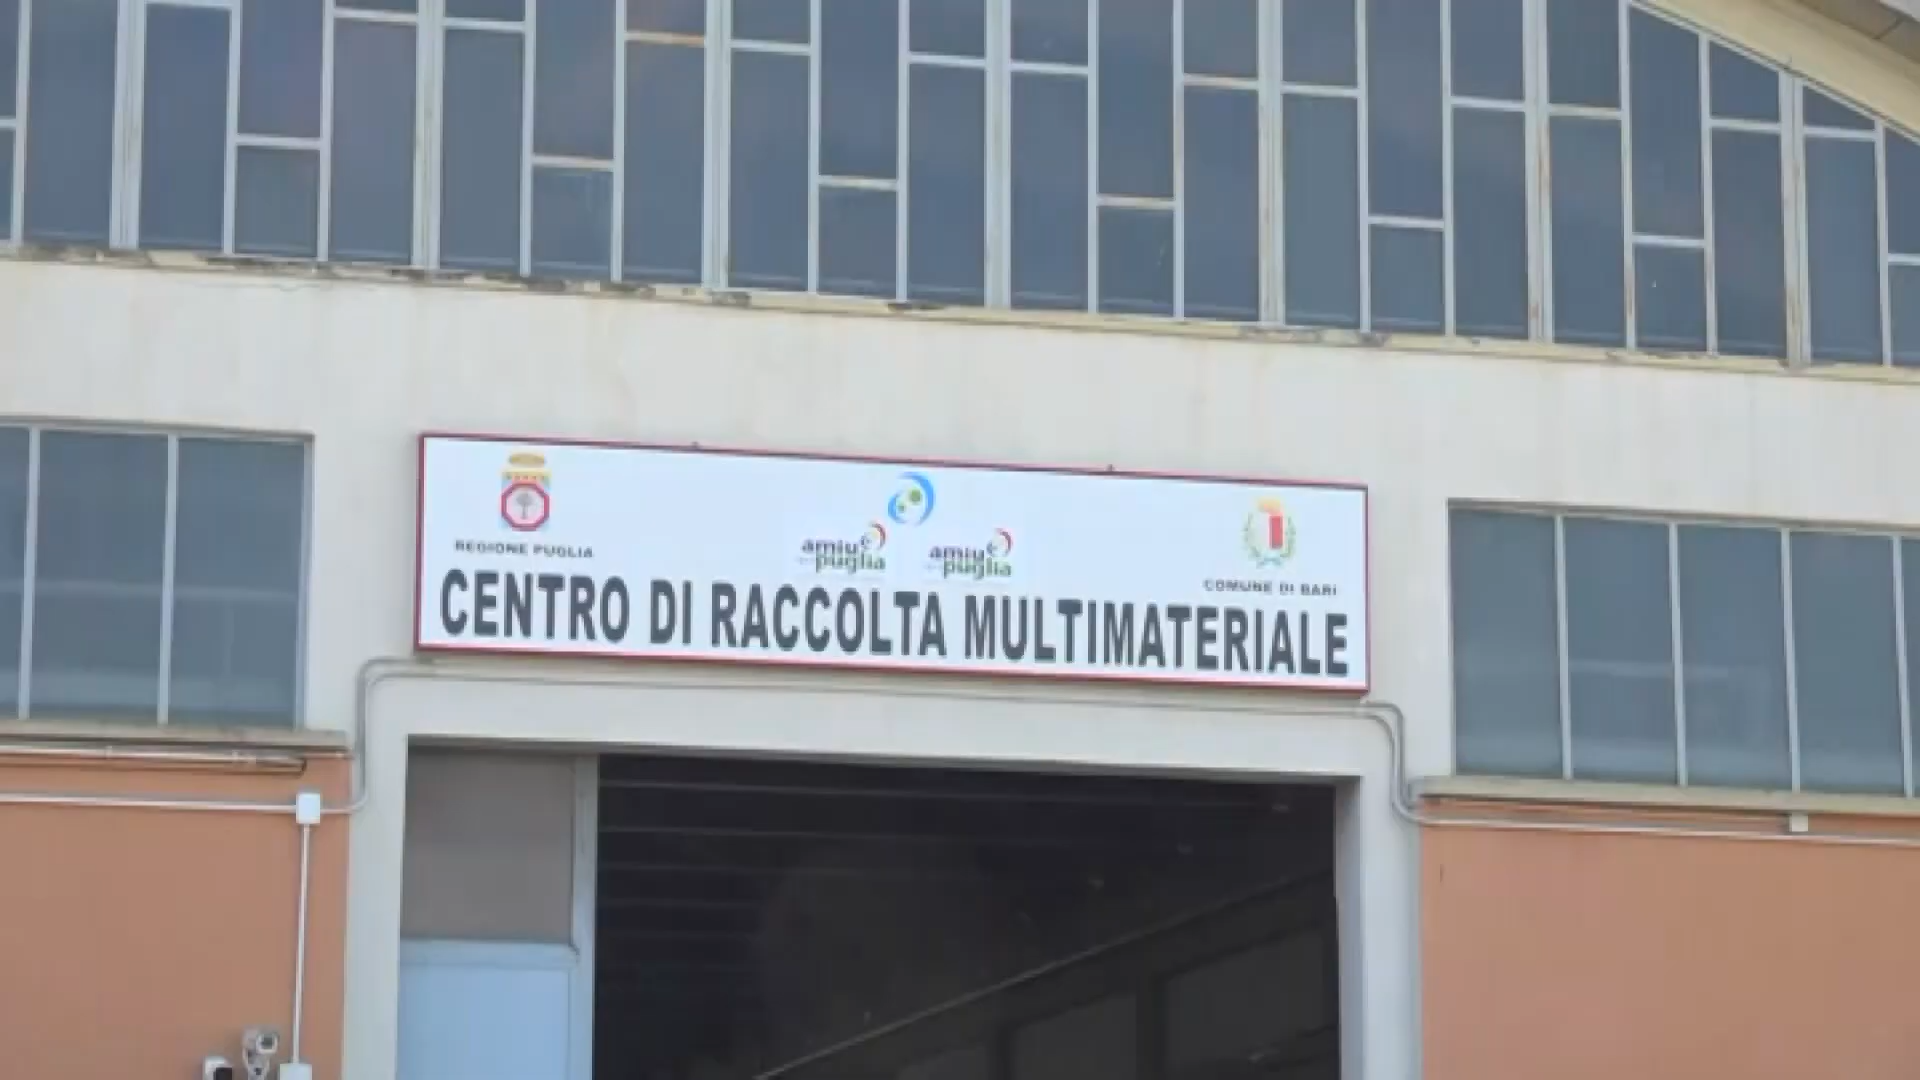 REGIONE PUGLIA
amiu puglia
amiu puglia
COMUNE DI BARI
CENTRO DI RACCOLTA MULTIMATERIALE